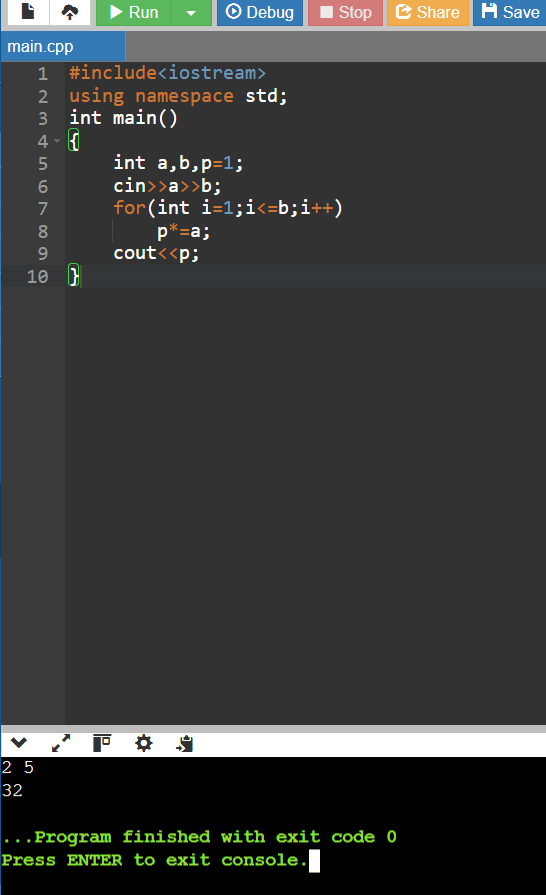 Run Debug Stop Share Save
main.cpp
1 #include<iostream>
2 using namespace std;
3 int main()
4 {
5     int a,b,p=1;
6     cin>>a>>b;
7     for(int i=1;i<=b;i++)
8         p*=a;
9     cout<<p;
10 }
2 5
32
...Program finished with exit code 0
Press ENTER to exit console.